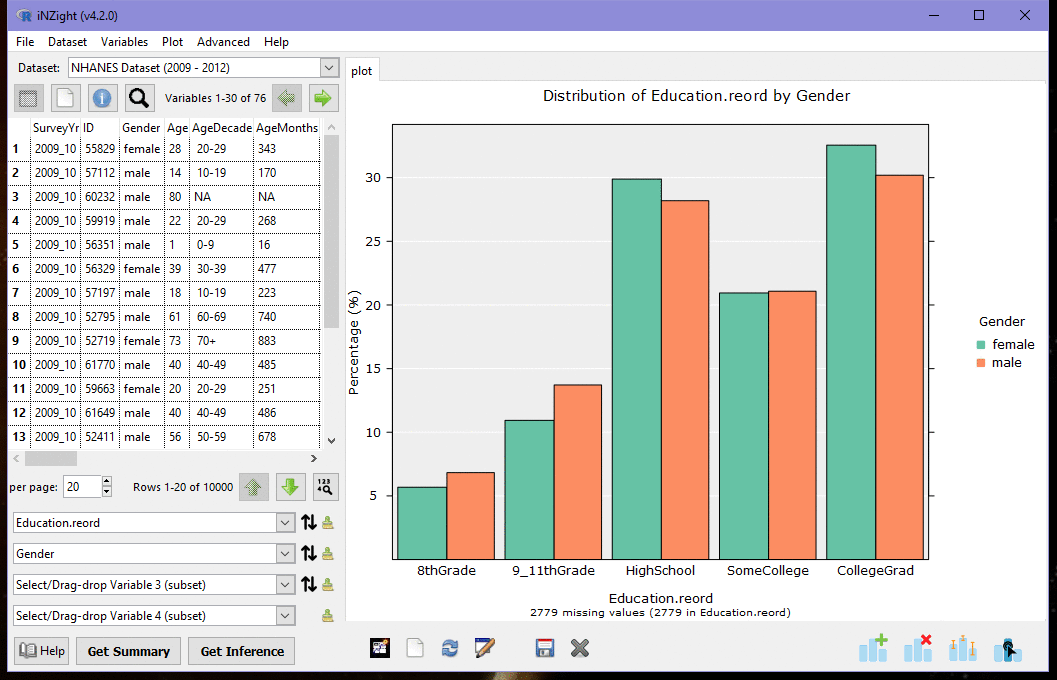 iNZight (v4.2.0)
File Dataset Variables Plot Advanced Help
Dataset: NHANES Dataset (2009 - 2012)
Variables 1-30 of 76
SurveyYr ID Gender Age AgeDecade AgeMonths
1 2009_10 55829 female 28 20-29 343
2 2009_10 57112 male 14 10-19 170
3 2009_10 60232 male 80 NA NA
4 2009_10 59919 male 22 20-29 268
5 2009_10 56351 male 1 0-9 16
6 2009_10 56329 female 39 30-39 477
7 2009_10 57197 male 18 10-19 223
8 2009_10 52795 male 61 60-69 740
9 2009_10 52719 female 73 70+ 883
10 2009_10 61770 male 40 40-49 485
11 2009_10 59663 female 20 20-29 251
12 2009_10 61649 male 40 40-49 486
13 2009_10 52411 male 56 50-59 678
per page: 20 Rows 1-20 of 10000
Education.reord
Gender
Select/Drag-drop Variable 3 (subset)
Select/Drag-drop Variable 4 (subset)
Help Get Summary Get Inference
plot
Distribution of Education.reord by Gender
Percentage (%)
30
25
20
15
10
5
8thGrade 9_11thGrade HighSchool SomeCollege CollegeGrad
Education.reord
2779 missing values (2779 in Education.reord)
Gender
female
male